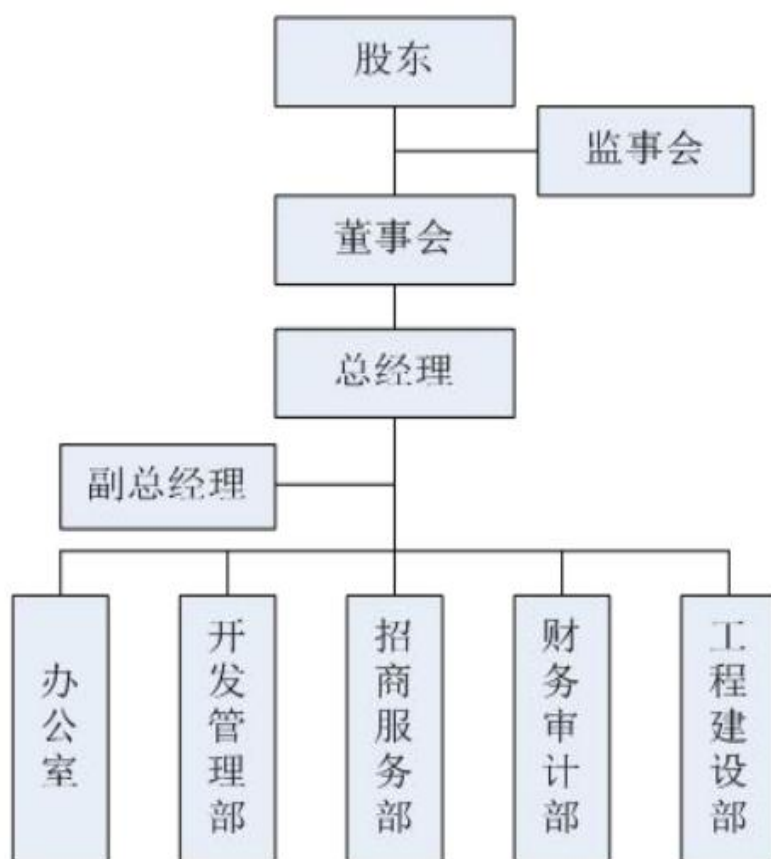 股东
监事会
董事会
总经理
副总经理
办公室
开发管理部
招商服务部
财务审计部
工程建设部